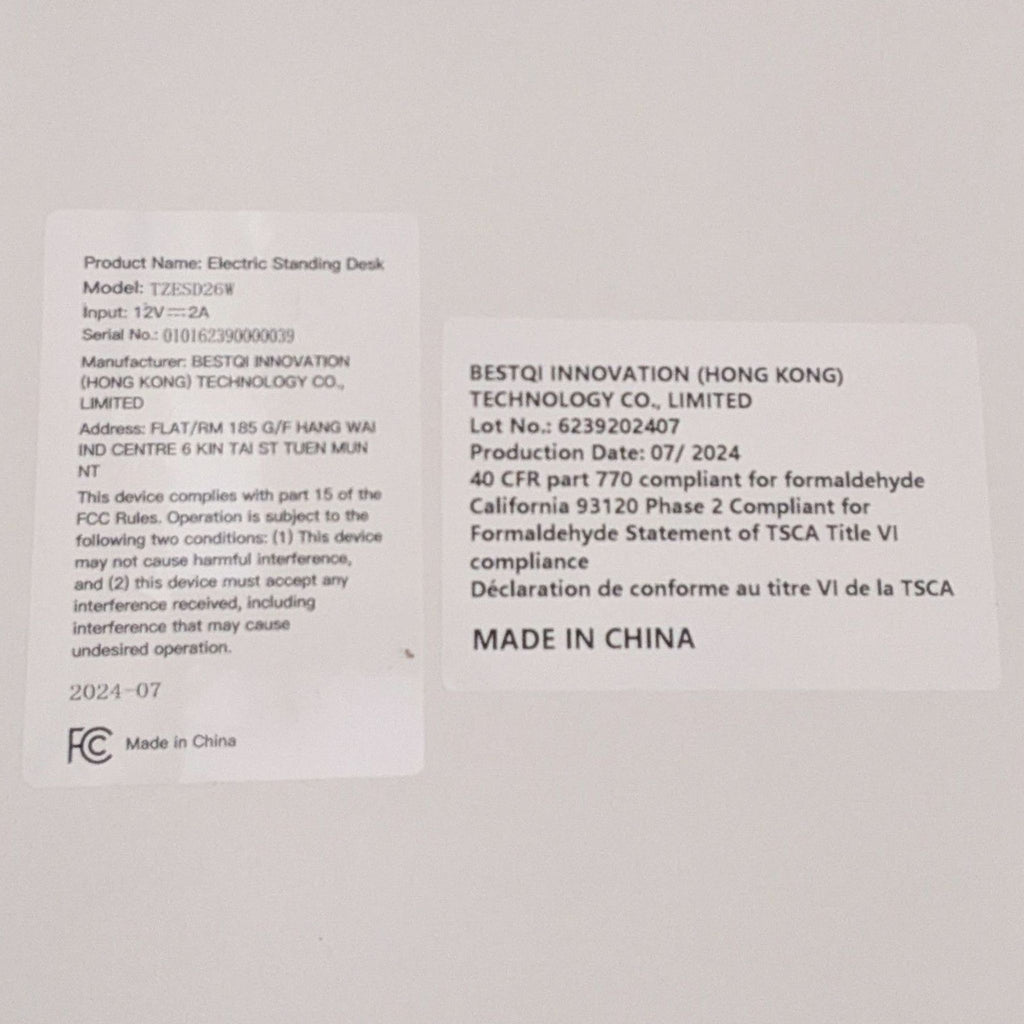 Product Name: Electric Standing Desk
Model: TZESD26W
Input: 12V⎓2A
Serial No.: 010162390000039
Manufacturer: BESTQI INNOVATION
(HONG KONG) TECHNOLOGY CO.,
LIMITED
Address: FLAT/RM 185 G/F HANG WAI
IND CENTRE 6 KIN TAI ST TUEN MUN
NT
This device complies with part 15 of the
FCC Rules. Operation is subject to the
following two conditions: (1) This device
may not cause harmful interference,
and (2) this device must accept any
interference received, including
interference that may cause
undesired operation.
2024-07
FC Made in China
BESTQI INNOVATION (HONG KONG)
TECHNOLOGY CO., LIMITED
Lot No.: 6239202407
Production Date: 07/ 2024
40 CFR part 770 compliant for formaldehyde
California 93120 Phase 2 Compliant for
Formaldehyde Statement of TSCA Title VI
compliance
Déclaration de conforme au titre VI de la TSCA
MADE IN CHINA